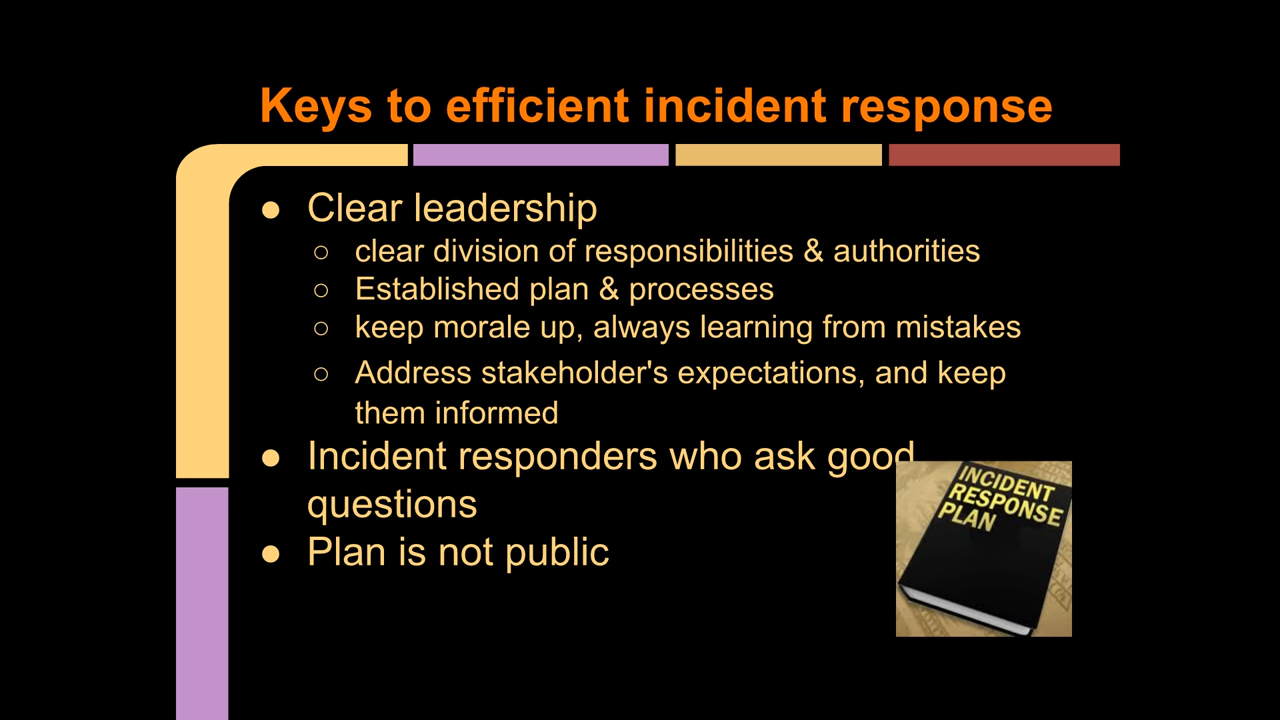 Keys to efficient incident response
● Clear leadership
○ clear division of responsibilities & authorities
○ Established plan & processes
○ keep morale up, always learning from mistakes
○ Address stakeholder's expectations, and keep
them informed
● Incident responders who ask good
questions
● Plan is not public
INCIDENT
RESPONSE
PLAN